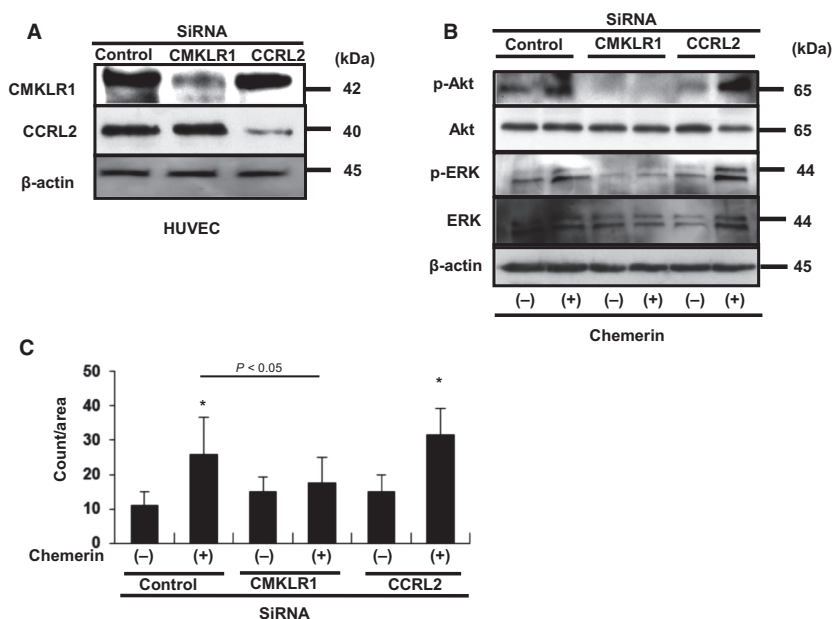 A
SiRNA
Control CMKLR1 CCRL2 (kDa)
CMKLR1 42
CCRL2 40
β-actin 45
HUVEC
B
SiRNA
Control CMKLR1 CCRL2 (kDa)
p-Akt 65
Akt 65
p-ERK 44
ERK 44
β-actin 45
(–) (+) (–) (+) (–) (+)
Chemerin
C
Count/area
50
40
30
20
10
0
P < 0.05
* *
Chemerin (–) (+) (–) (+) (–) (+)
Control CMKLR1 CCRL2
SiRNA